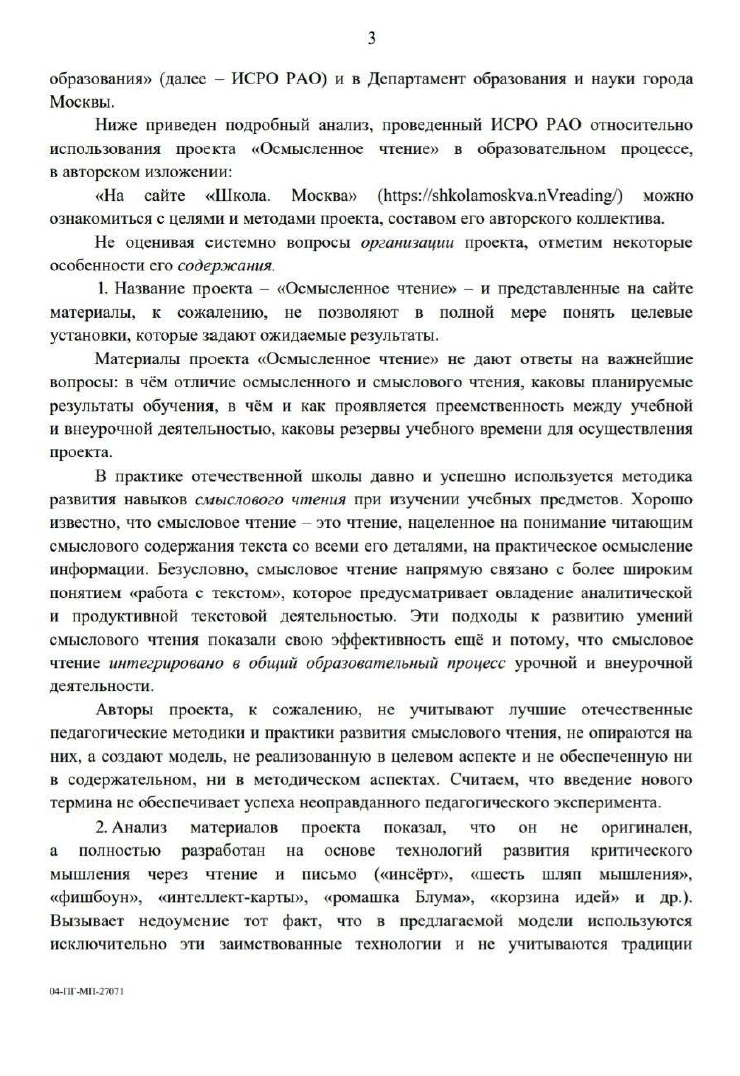 3
образования» (далее – ИСРО РАО) и в Департамент образования и науки города
Москвы.
Ниже приведен подробный анализ, проведенный ИСРО РАО относительно
использования проекта «Осмысленное чтение» в образовательном процессе,
в авторском изложении:
«На сайте «Школа. Москва» (https://shkolamoskva.nVreading/) можно
ознакомиться с целями и методами проекта, составом его авторского коллектива.
Не оценивая системно вопросы организации проекта, отметим некоторые
особенности его содержания.
1. Название проекта – «Осмысленное чтение» – и представленные на сайте
материалы, к сожалению, не позволяют в полной мере понять целевые
установки, которые задают ожидаемые результаты.
Материалы проекта «Осмысленное чтение» не дают ответы на важнейшие
вопросы: в чём отличие осмысленного и смыслового чтения, каковы планируемые
результаты обучения, в чём и как проявляется преемственность между учебной
и внеурочной деятельностью, каковы резервы учебного времени для осуществления
проекта.
В практике отечественной школы давно и успешно используется методика
развития навыков смыслового чтения при изучении учебных предметов. Хорошо
известно, что смысловое чтение – это чтение, нацеленное на понимание читающим
смыслового содержания текста со всеми его деталями, на практическое осмысление
информации. Безусловно, смысловое чтение напрямую связано с более широким
понятием «работа с текстом», которое предусматривает овладение аналитической
и продуктивной текстовой деятельностью. Эти подходы к развитию умений
смыслового чтения показали свою эффективность ещё и потому, что смысловое
чтение интегрировано в общий образовательный процесс урочной и внеурочной
деятельности.
Авторы проекта, к сожалению, не учитывают лучшие отечественные
педагогические методики и практики развития смыслового чтения, не опираются на
них, а создают модель, не реализованную в целевом аспекте и не обеспеченную ни
в содержательном, ни в методическом аспектах. Считаем, что введение нового
термина не обеспечивает успеха неоправданного педагогического эксперимента.
2. Анализ материалов проекта показал, что он не оригинален,
а полностью разработан на основе технологий развития критического
мышления через чтение и письмо («инсёрт», «шесть шляп мышления»,
«фишбоун», «интеллект-карты», «ромашка Блума», «корзина идей» и др.).
Вызывает недоумение тот факт, что в предлагаемой модели используются
исключительно эти заимствованные технологии и не учитываются традиции
04-ПГ-МП-27071